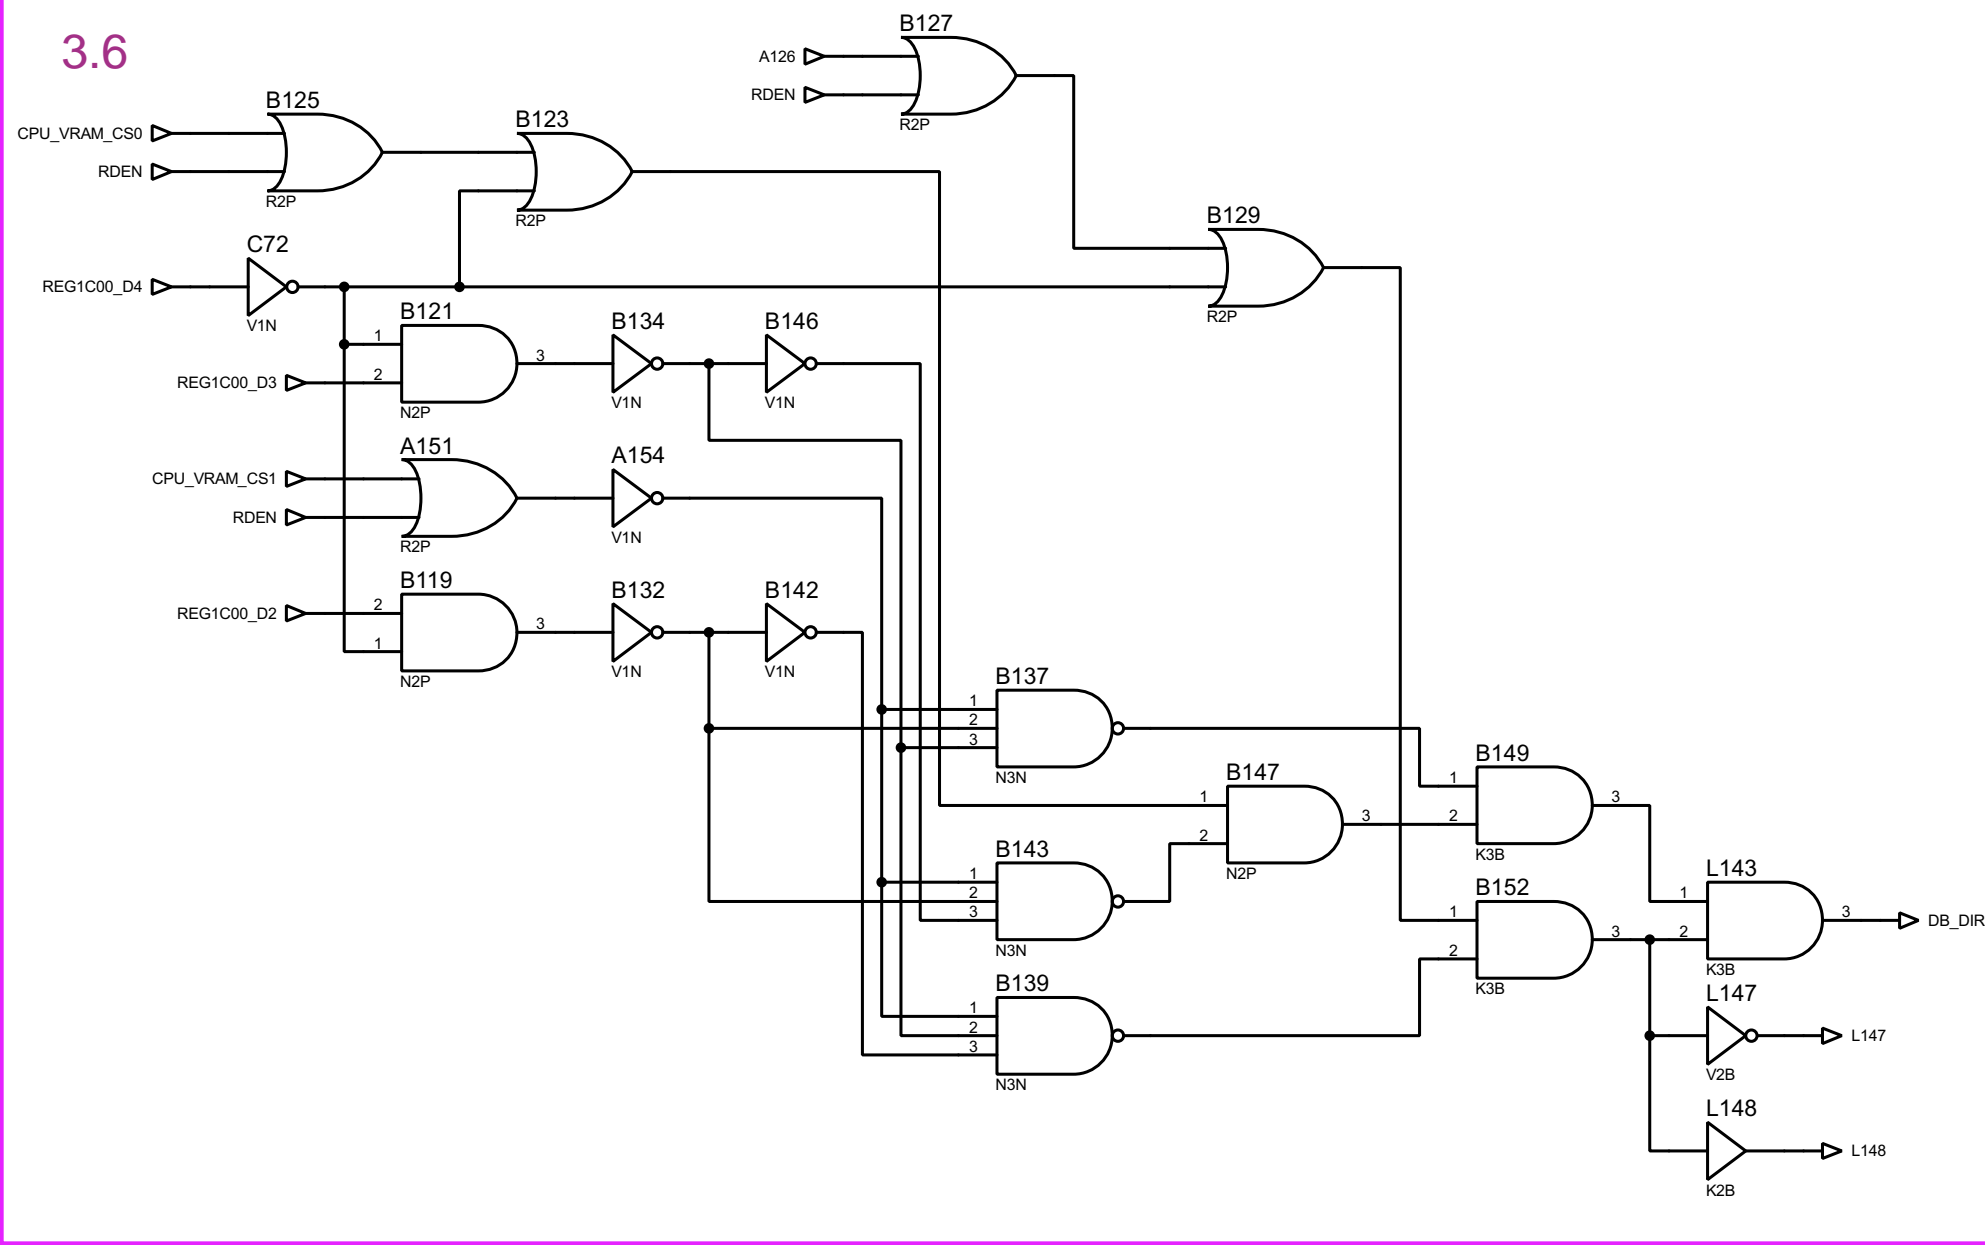 3.6
B127
A126
RDEN
R2P
B125
CPU_VRAM_CS0
RDEN
R2P
B123
R2P
B129
R2P
C72
REG1C00_D4
V1N
B121
1
REG1C00_D3
2
3
N2P
B134
V1N
B146
V1N
A151
CPU_VRAM_CS1
RDEN
R2P
A154
V1N
B119
REG1C00_D2
2
1
3
N2P
B132
V1N
B142
V1N
B137
1
2
3
N3N
B147
1
2
3
N2P
B149
1
2
3
K3B
B143
1
2
3
N3N
B152
1
2
3
K3B
L143
1
2
3
DB_DIR
K3B
B139
1
2
3
N3N
L147
L147
V2B
L148
L148
K2B